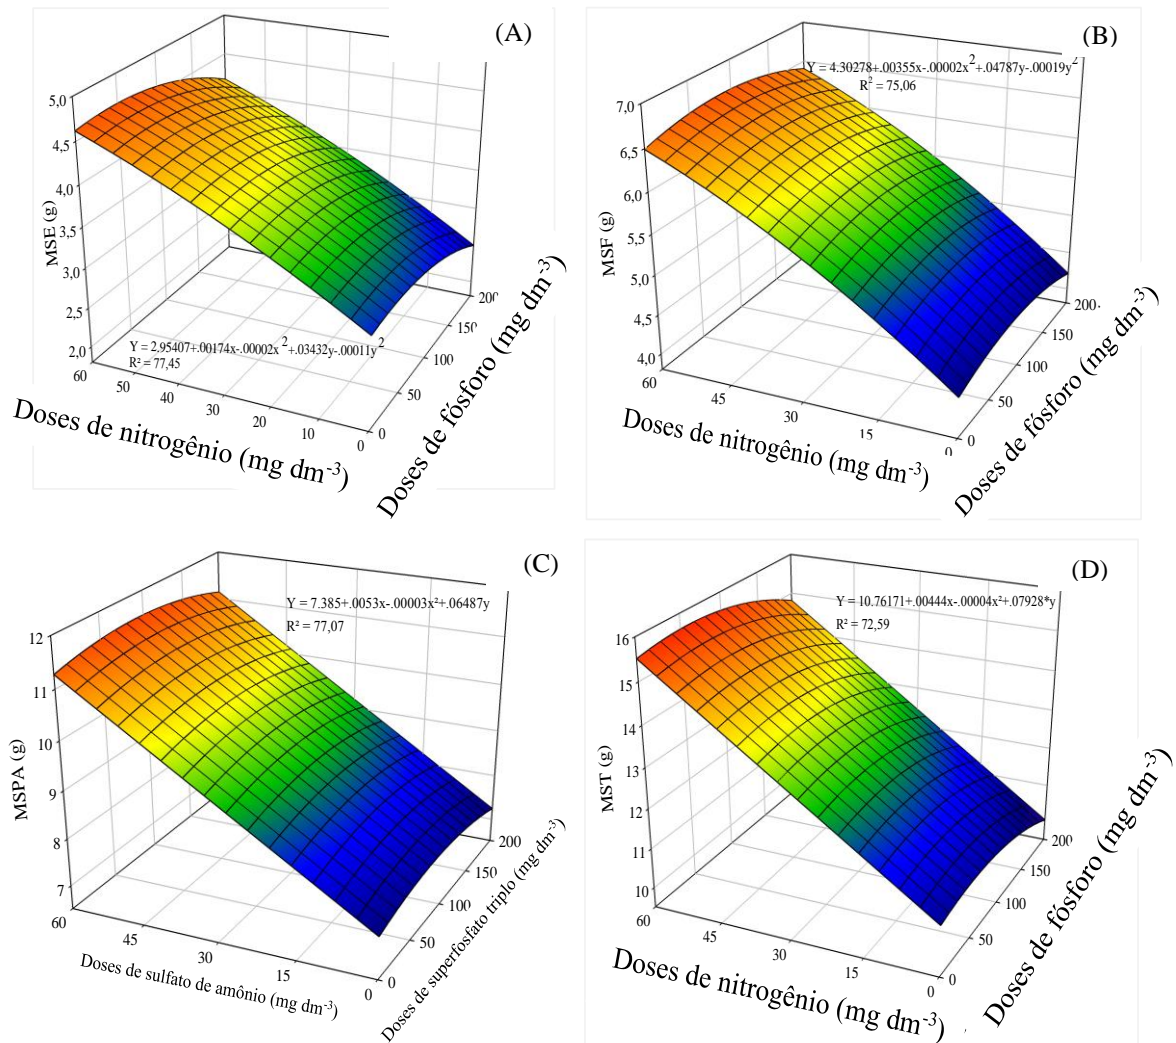 (A)
5,0
4,5
4,0
3,5
3,0
2,5
2,0
MSE (g)
Y = 2,95407+.00174x-.00002x²+.03432y-.00011y²
R² = 77,45
60
50
40
30
20
10
0
Doses de nitrogênio (mg dm⁻³)
0
50
100
150
200
Doses de fósforo (mg dm⁻³)
(B)
Y = 4.30278+.00355x-.00002x²+.04787y-.00019y²
R² = 75,06
7,0
6,5
6,0
5,5
5,0
4,5
4,0
MSF (g)
60
45
30
15
0
Doses de nitrogênio (mg dm⁻³)
0
50
100
150
200
Doses de fósforo (mg dm⁻³)
(C)
Y = 7.385+.0053x-.00003x²+.06487y
R² = 77,07
12
11
10
9
8
7
MSPA (g)
60
45
30
15
0
Doses de sulfato de amônio (mg dm⁻³)
0
50
100
150
200
Doses de superfosfato triplo (mg dm⁻³)
(D)
Y = 10.76171+.00444x-.00004x²+.07928*y
R² = 72,59
16
15
14
13
12
11
10
MST (g)
60
45
30
15
0
Doses de nitrogênio (mg dm⁻³)
0
50
100
150
200
Doses de fósforo (mg dm⁻³)